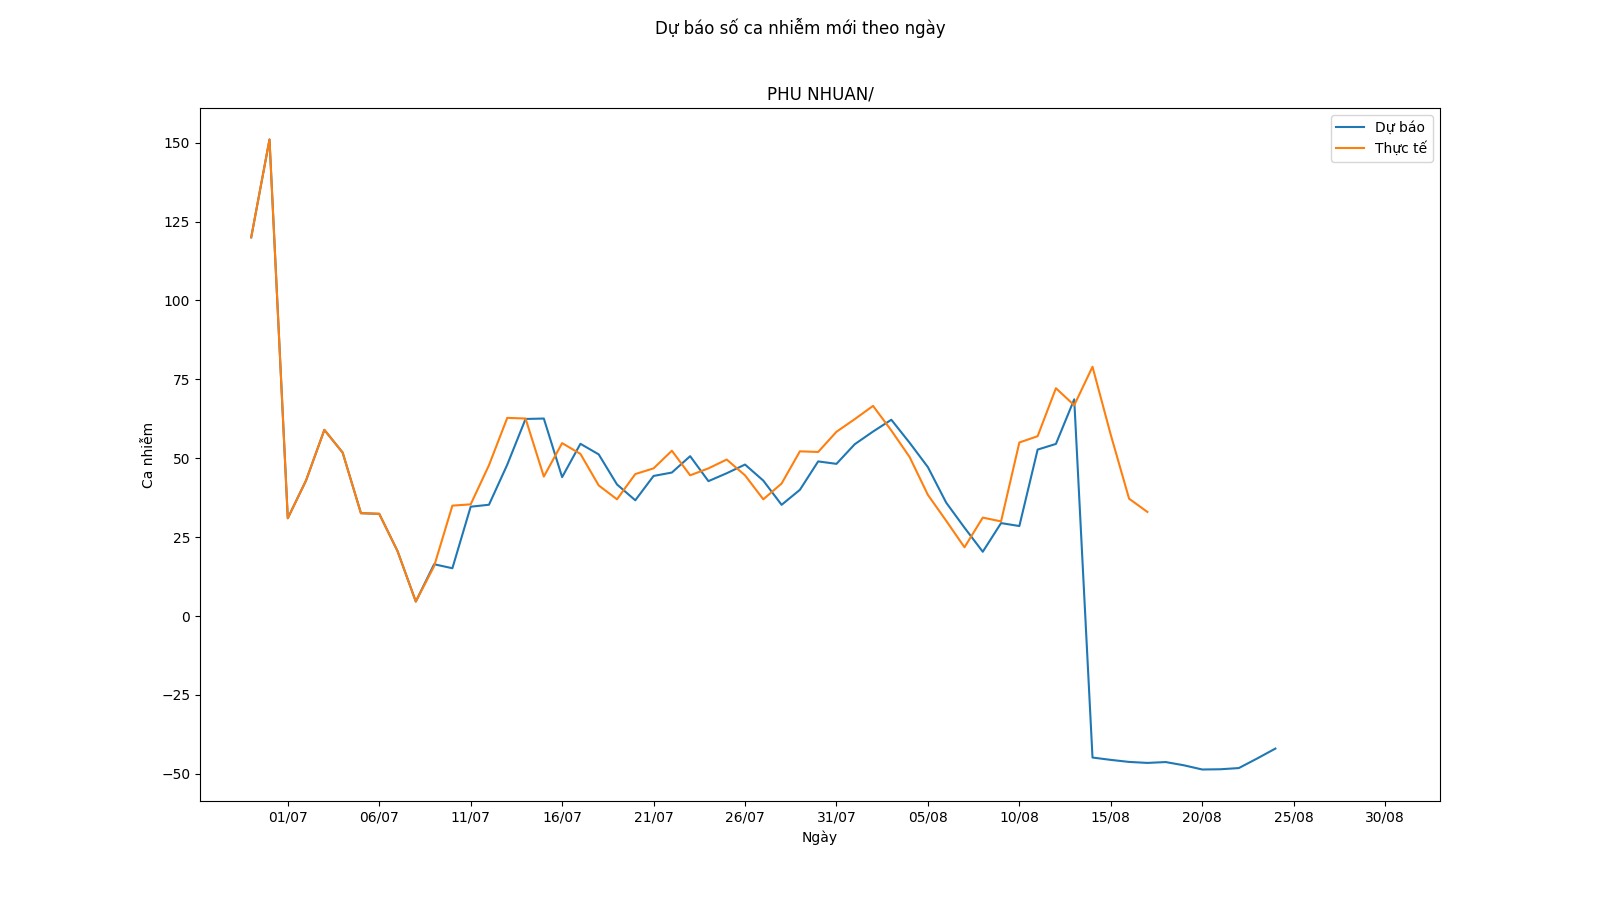 Dự báo số ca nhiễm mới theo ngày
PHU NHUAN/
Dự báo
Thực tế
150
125
100
75
50
25
0
−25
−50
Ca nhiễm
01/07 06/07 11/07 16/07 21/07 26/07 31/07 05/08 10/08 15/08 20/08 25/08 30/08
Ngày